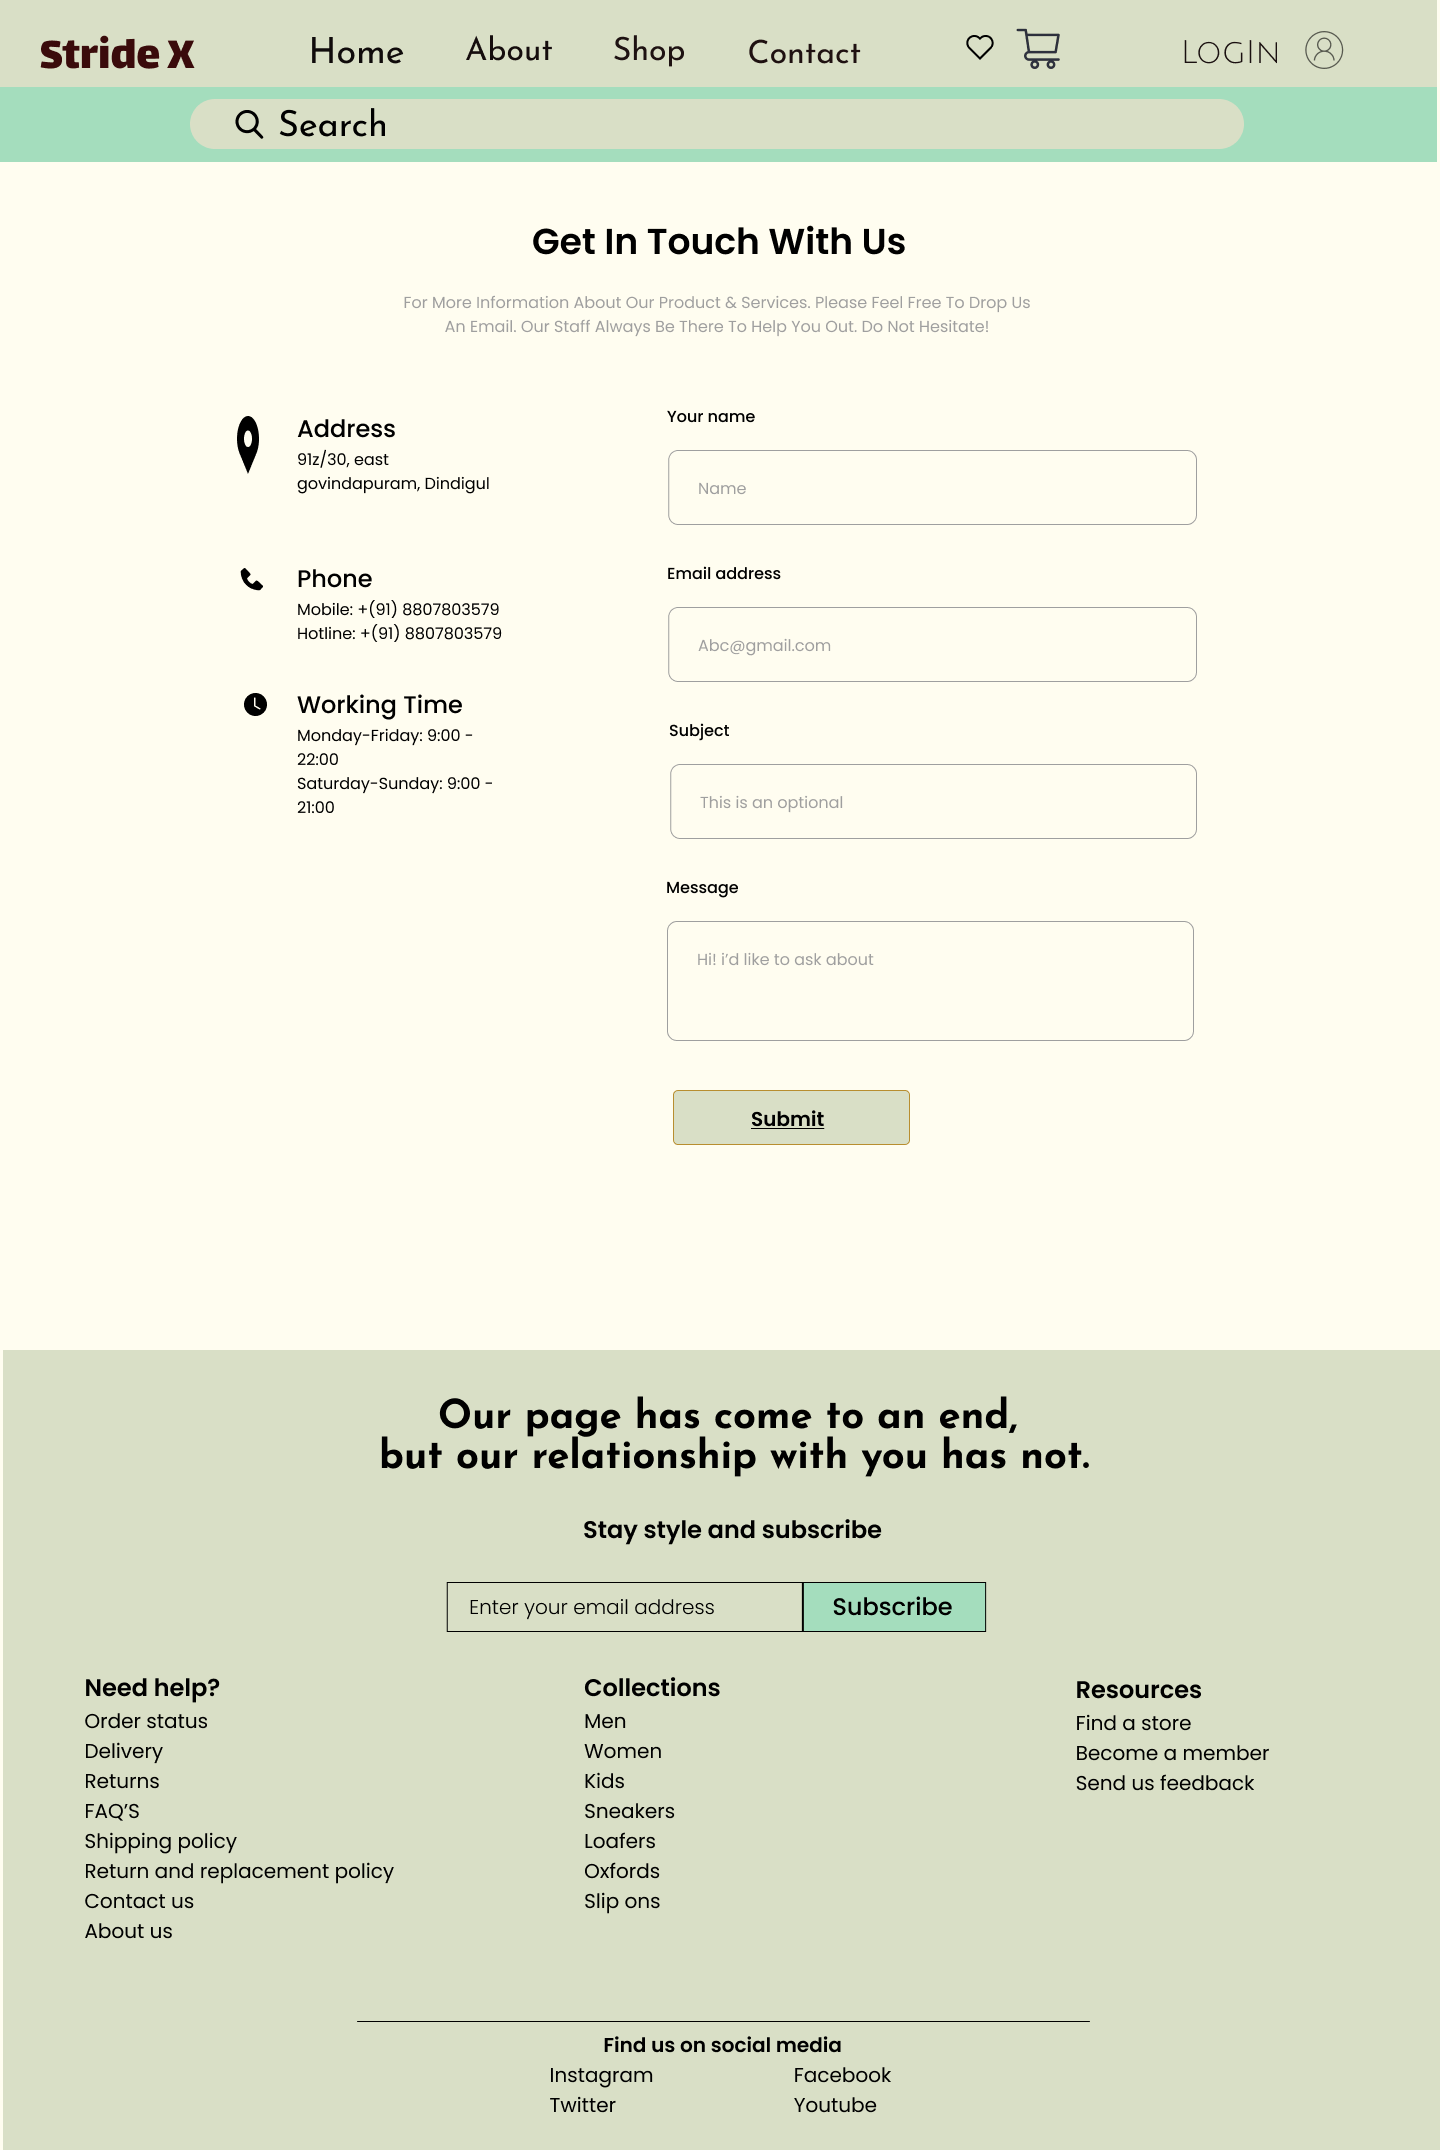 Stride X
Home
About
Shop
Contact
LOGIN
Search
Get In Touch With Us
For More Information About Our Product & Services. Please Feel Free To Drop Us
An Email. Our Staff Always Be There To Help You Out. Do Not Hesitate!
Address
91z/30, east
govindapuram, Dindigul
Phone
Mobile: +(91) 8807803579
Hotline: +(91) 8807803579
Working Time
Monday-Friday: 9:00 -
22:00
Saturday-Sunday: 9:00 -
21:00
Your name
Name
Email address
Abc@gmail.com
Subject
This is an optional
Message
Hi! i’d like to ask about
Submit
Our page has come to an end,
but our relationship with you has not.
Stay style and subscribe
Enter your email address
Subscribe
Need help?
Order status
Delivery
Returns
FAQ’S
Shipping policy
Return and replacement policy
Contact us
About us
Collections
Men
Women
Kids
Sneakers
Loafers
Oxfords
Slip ons
Resources
Find a store
Become a member
Send us feedback
Find us on social media
Instagram
Twitter
Facebook
Youtube